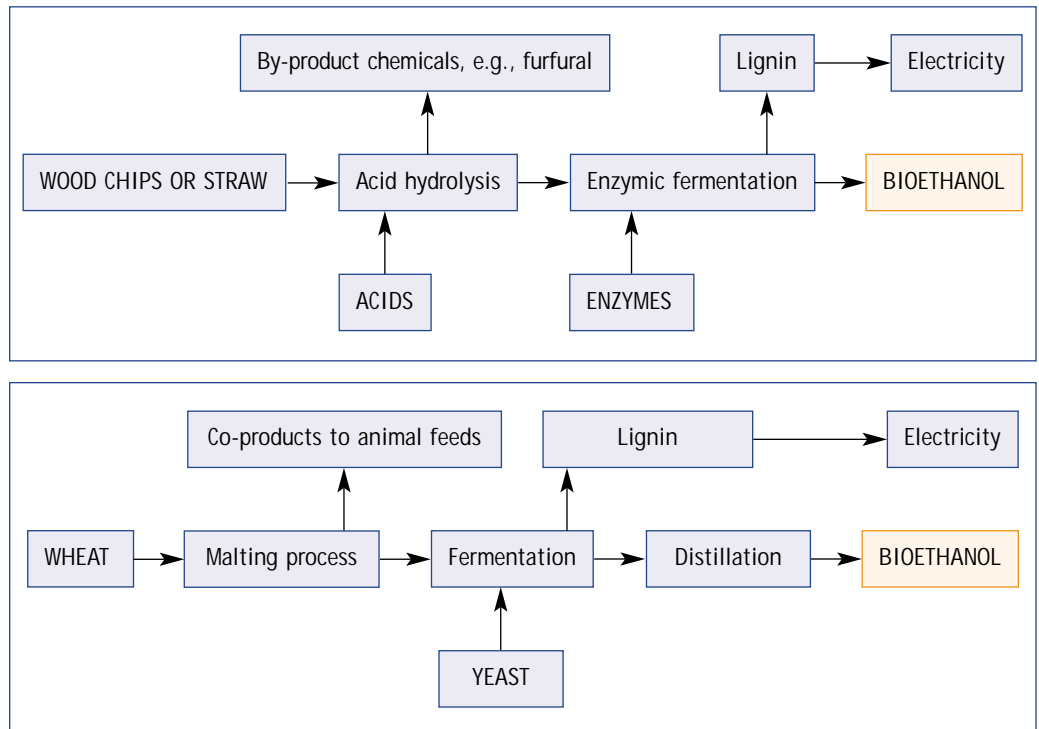 By-product chemicals, e.g., furfural
Lignin
Electricity
WOOD CHIPS OR STRAW
Acid hydrolysis
Enzymic fermentation
BIOETHANOL
ACIDS
ENZYMES
Co-products to animal feeds
Lignin
Electricity
WHEAT
Malting process
Fermentation
Distillation
BIOETHANOL
YEAST